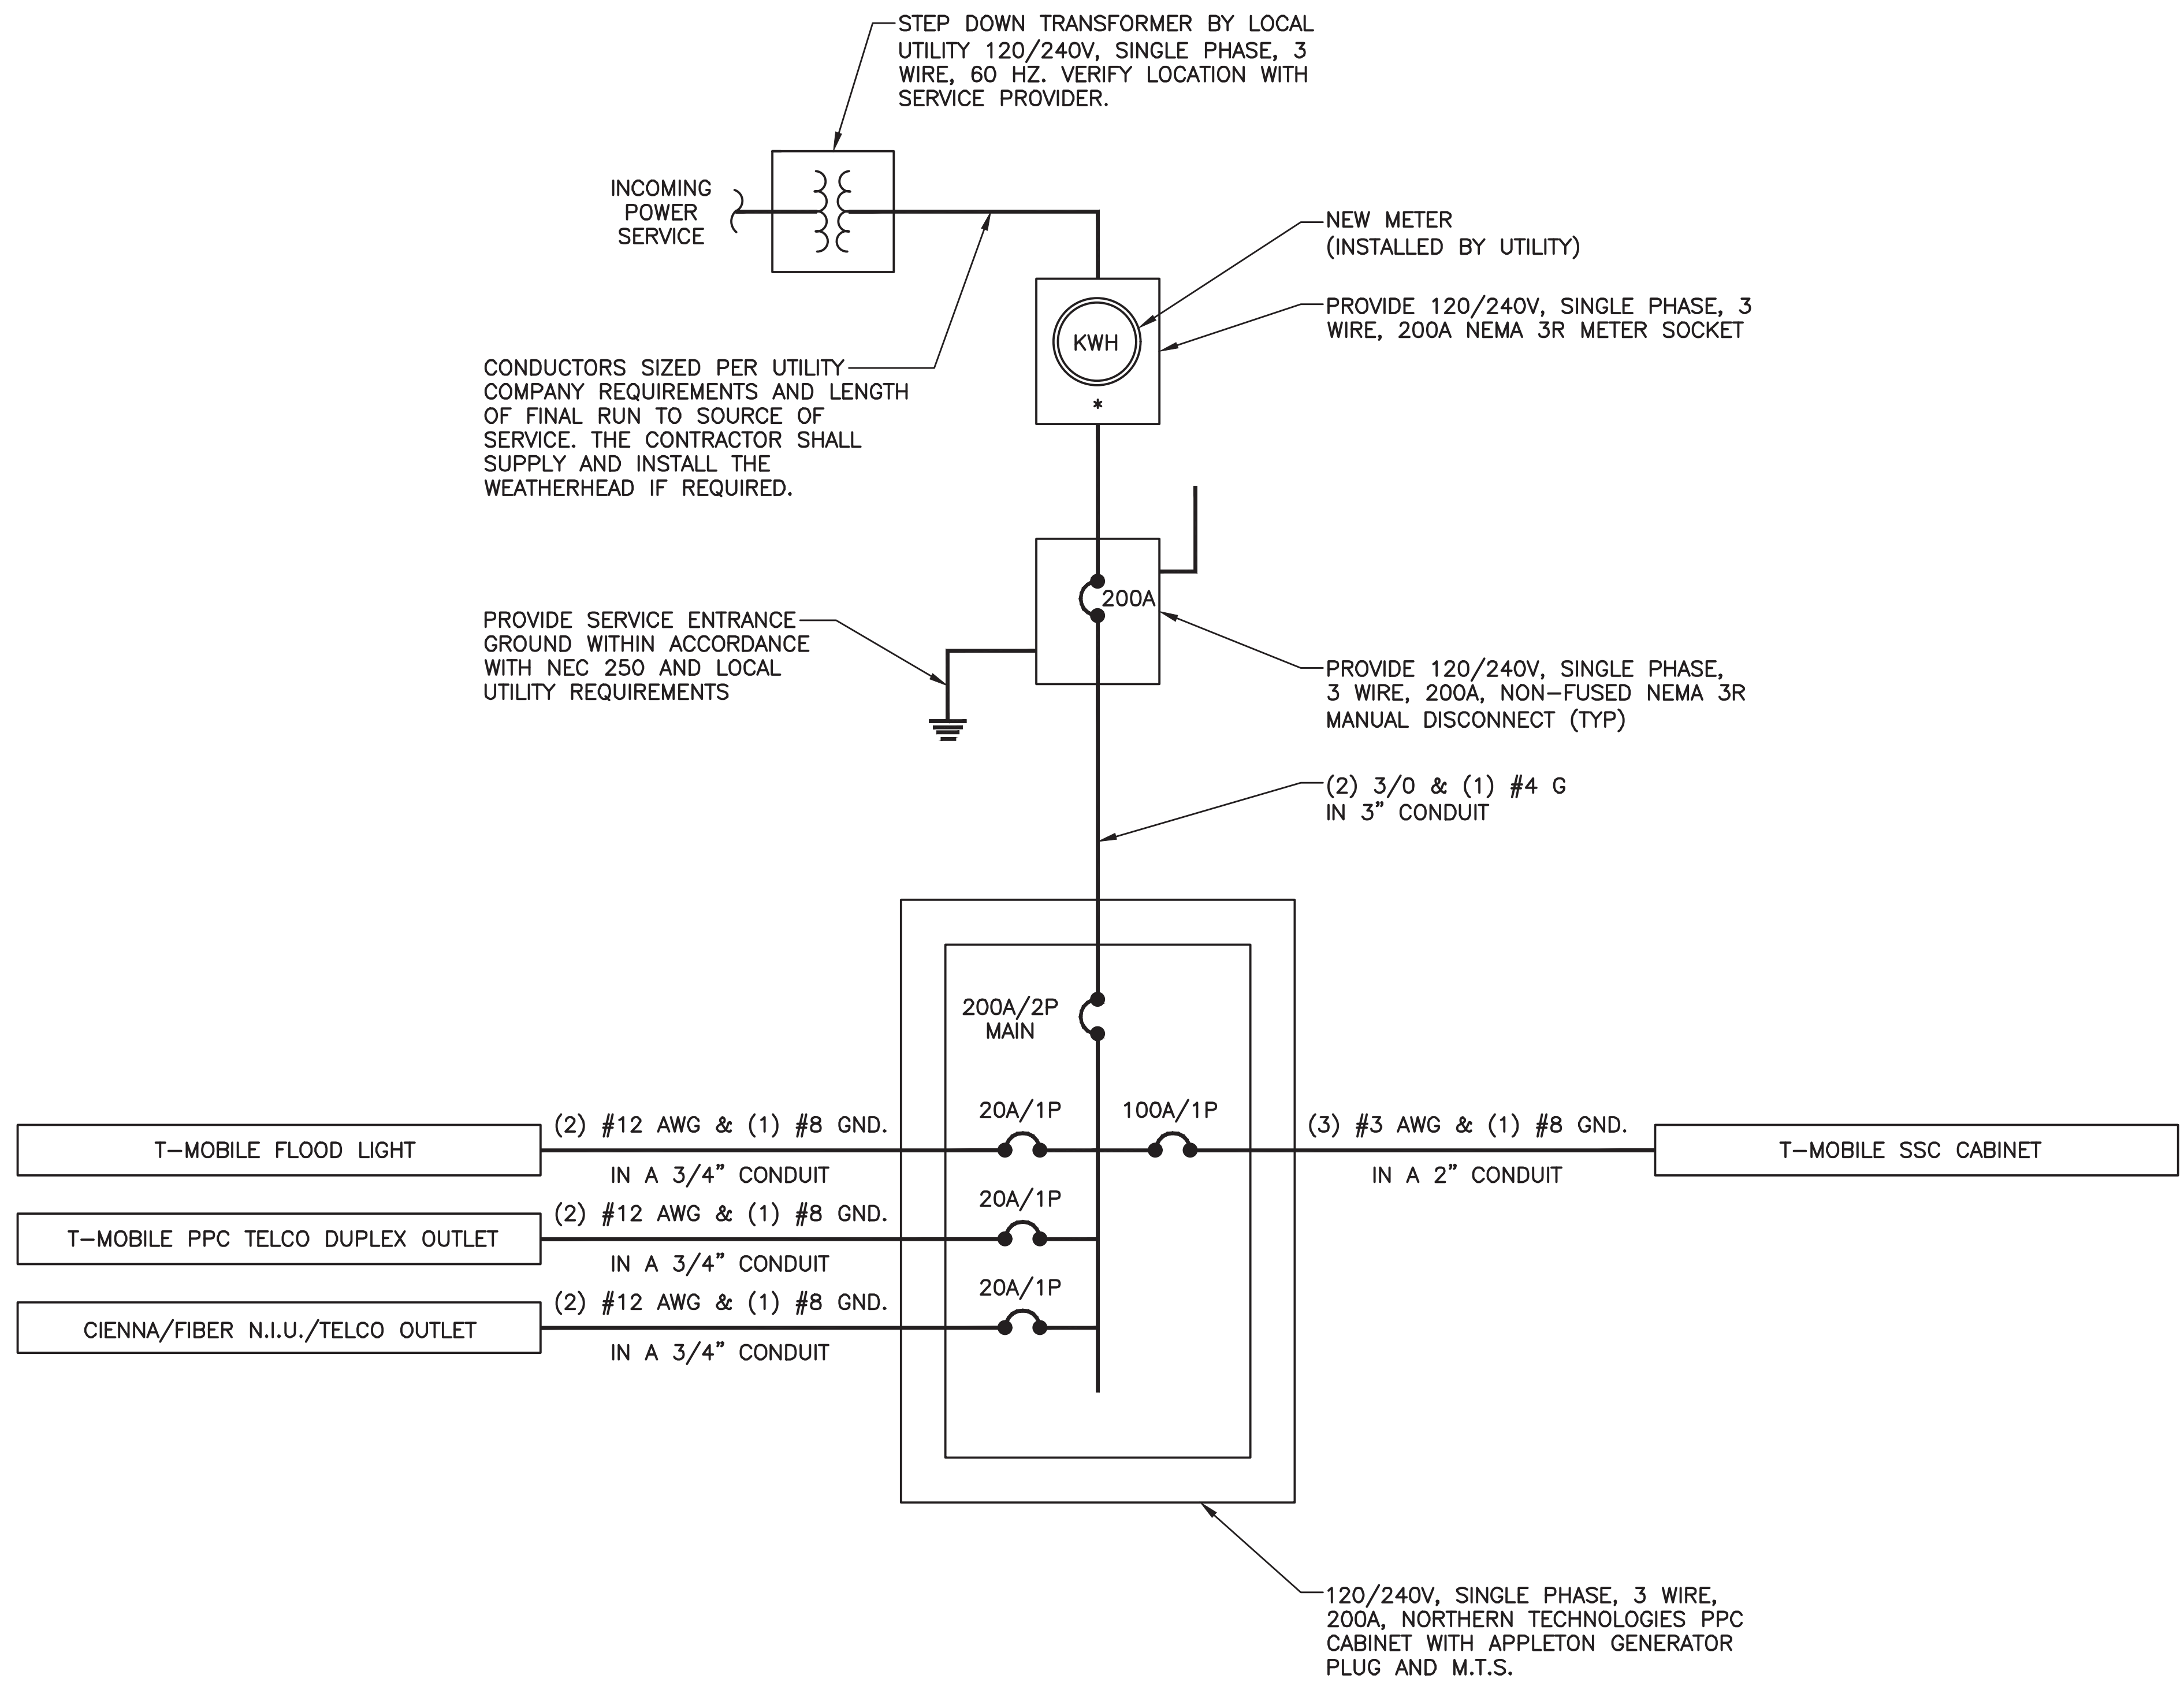 STEP DOWN TRANSFORMER BY LOCAL
UTILITY 120/240V, SINGLE PHASE, 3
WIRE, 60 HZ. VERIFY LOCATION WITH
SERVICE PROVIDER.
INCOMING
POWER
SERVICE
NEW METER
(INSTALLED BY UTILITY)
PROVIDE 120/240V, SINGLE PHASE, 3
WIRE, 200A NEMA 3R METER SOCKET
KWH
*
CONDUCTORS SIZED PER UTILITY
COMPANY REQUIREMENTS AND LENGTH
OF FINAL RUN TO SOURCE OF
SERVICE. THE CONTRACTOR SHALL
SUPPLY AND INSTALL THE
WEATHERHEAD IF REQUIRED.
200A
PROVIDE SERVICE ENTRANCE
GROUND WITHIN ACCORDANCE
WITH NEC 250 AND LOCAL
UTILITY REQUIREMENTS
PROVIDE 120/240V, SINGLE PHASE,
3 WIRE, 200A, NON-FUSED NEMA 3R
MANUAL DISCONNECT (TYP)
(2) 3/0 & (1) #4 G
IN 3" CONDUIT
200A/2P
MAIN
T-MOBILE FLOOD LIGHT
(2) #12 AWG & (1) #8 GND.
IN A 3/4" CONDUIT
20A/1P
100A/1P
(3) #3 AWG & (1) #8 GND.
IN A 2" CONDUIT
T-MOBILE SSC CABINET
T-MOBILE PPC TELCO DUPLEX OUTLET
(2) #12 AWG & (1) #8 GND.
IN A 3/4" CONDUIT
20A/1P
CIENNA/FIBER N.I.U./TELCO OUTLET
(2) #12 AWG & (1) #8 GND.
IN A 3/4" CONDUIT
20A/1P
120/240V, SINGLE PHASE, 3 WIRE,
200A, NORTHERN TECHNOLOGIES PPC
CABINET WITH APPLETON GENERATOR
PLUG AND M.T.S.